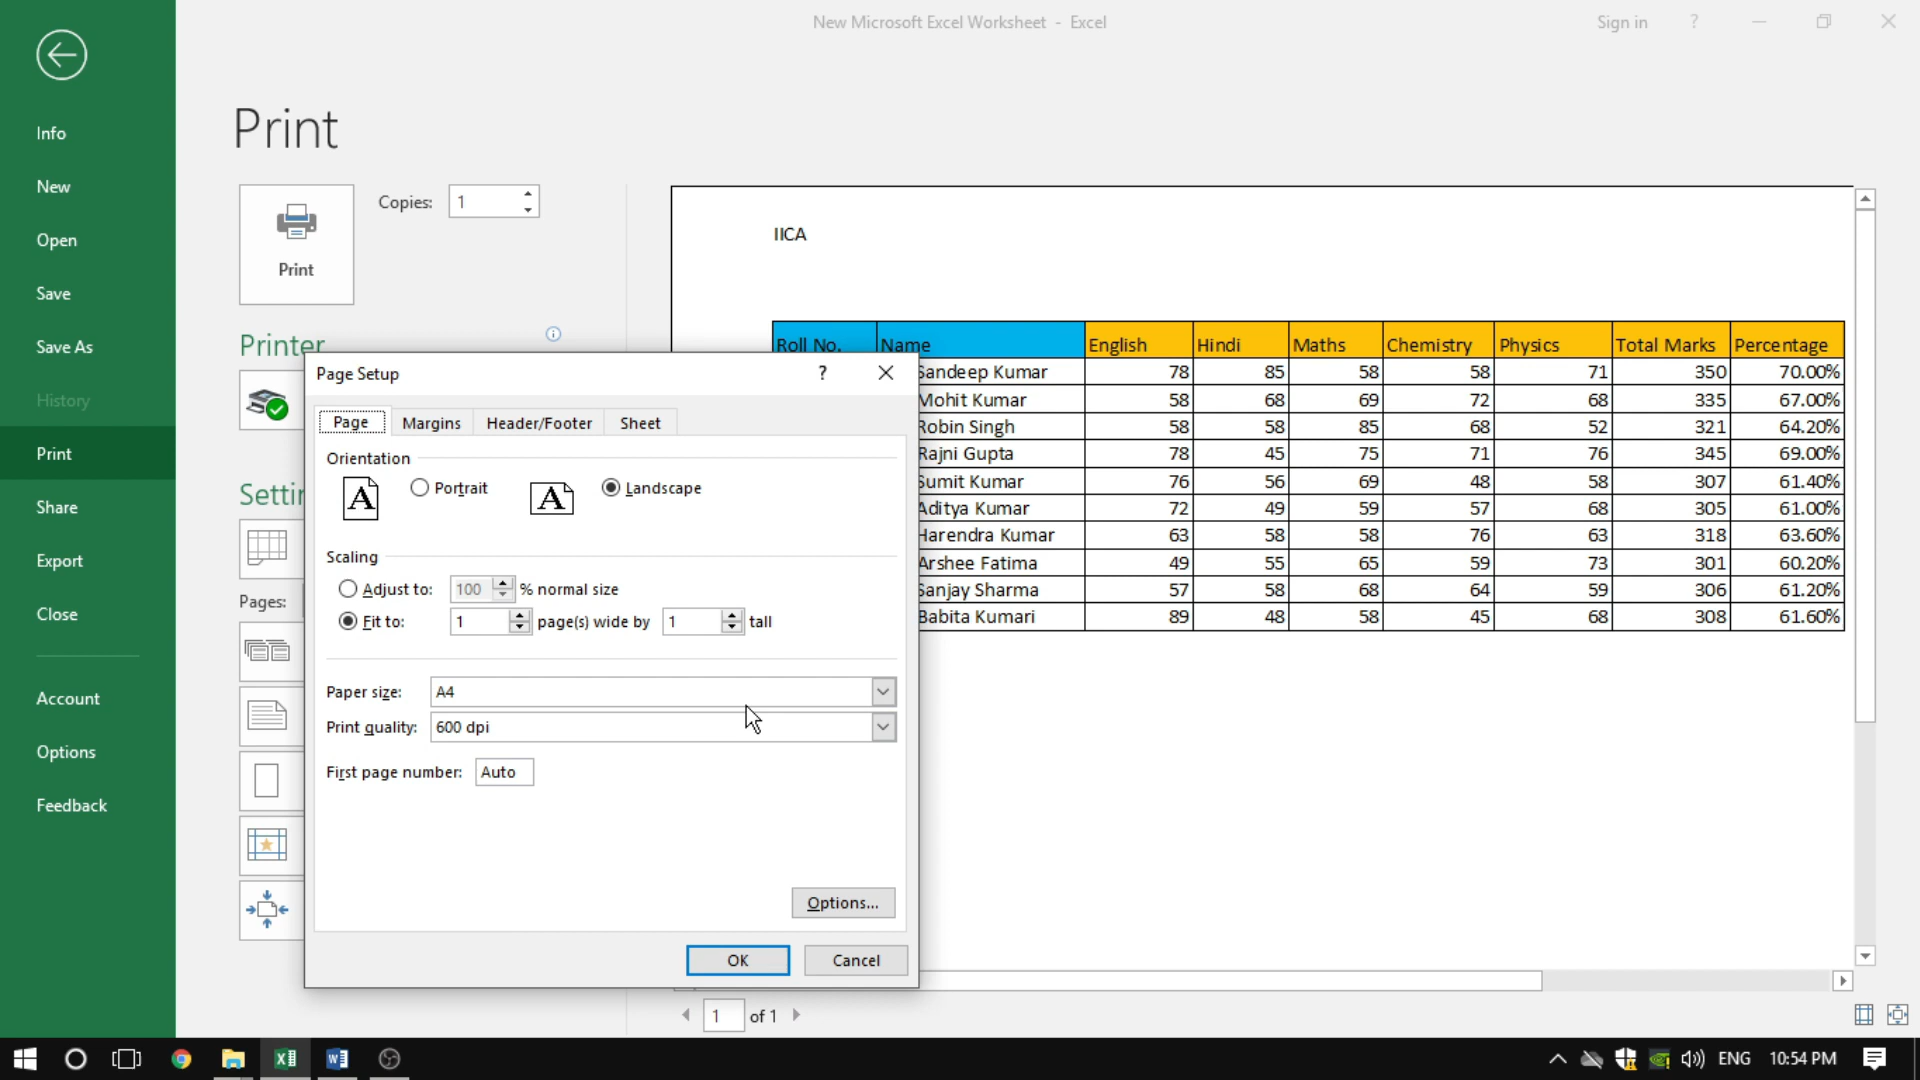 New Microsoft Excel Worksheet - Excel
Sign in
?
Info
New
Open
Save
Save As
History
Print
Share
Export
Close
Account
Options
Feedback
Print
Print
Copies: 1
Printer
Pages:
Page Setup ?
Page Margins Header/Footer Sheet
Orientation
A Portrait A Landscape
Scaling
Adjust to: 100 % normal size
Fit to: 1 page(s) wide by 1 tall
Paper size: A4
Print quality: 600 dpi
First page number: Auto
Options...
OK Cancel
IICA
Roll No. Name English Hindi Maths Chemistry Physics Total Marks Percentage
Sandeep Kumar 78 85 58 58 71 350 70.00%
Mohit Kumar 58 68 69 72 68 335 67.00%
Robin Singh 58 58 85 68 52 321 64.20%
Rajni Gupta 78 45 75 71 76 345 69.00%
Sumit Kumar 76 56 69 48 58 307 61.40%
Aditya Kumar 72 49 59 57 68 305 61.00%
Harendra Kumar 63 58 58 76 63 318 63.60%
Arshee Fatima 49 55 65 59 73 301 60.20%
Sanjay Sharma 57 58 68 64 59 306 61.20%
Babita Kumari 89 48 58 45 68 308 61.60%
1 of 1
ENG 10:54 PM